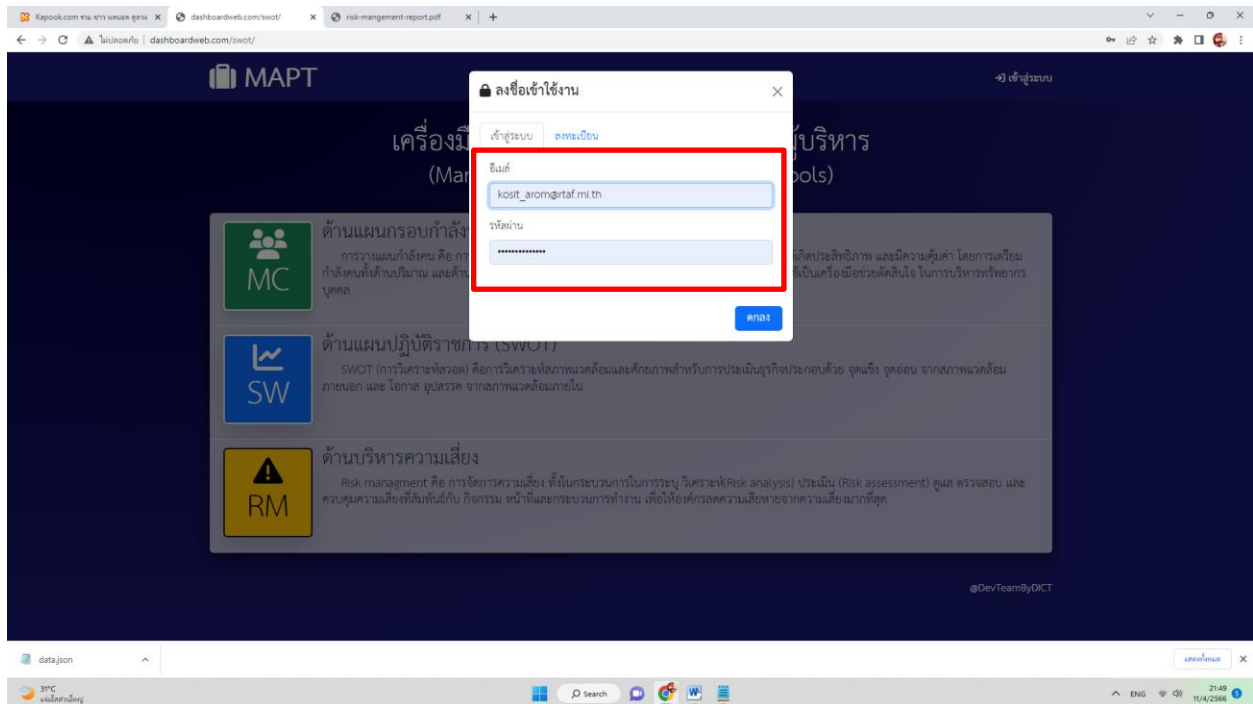 Kapook.com รวม ข่าว ผลบอล ดูดวง
dashboardweb.com/swot/
risk-mangement-report.pdf
ไม่ปลอดภัย | dashboardweb.com/swot/
MAPT
เข้าสู่ระบบ
ลงชื่อเข้าใช้งาน
เข้าสู่ระบบ ลงทะเบียน
อีเมล์
kosit_arom@rtaf.mi.th
รหัสผ่าน
••••••••••••••
ตกลง
เครื่องมื
ผู้บริหาร
(Mar
ools)
MC
ด้านแผนกรอบกำลัง
การวางแผนกำลังคน คือ กา
เกิดประสิทธิภาพ และมีความคุ้มค่า โดยการเตรียม
กำลังคนทั้งด้านปริมาณ และด้าน
ช้เป็นเครื่องมือช่วยตัดสินใจ ในการบริหารทรัพยากร
บุคคล
SW
ด้านแผนปฏิบัติราชการ (SWOT)
SWOT (การวิเคราะห์สวอต) คือการวิเคราะห์สภาพแวดล้อมและศักยภาพสำหรับการประเมินธุรกิจประกอบด้วย จุดแข็ง จุดอ่อน จากสภาพแวดล้อม
ภายนอก และ โอกาส อุปสรรค จากสภาพแวดล้อมภายใน
RM
ด้านบริหารความเสี่ยง
Risk managment คือ การจัดการความเสี่ยง ทั้งในกระบวนการในการระบุ วิเคราะห์(Risk analysis) ประเมิน (Risk assessment) ดูแล ตรวจสอบ และ
ควบคุมความเสี่ยงที่สัมพันธ์กับ กิจกรรม หน้าที่และกระบวนการทำงาน เพื่อให้องค์กรลดความเสียหายจากความเสี่ยงมากที่สุด
@DevTeamByDICT
data.json
แสดงทั้งหมด
31°C
Search
ENG
21:49
11/4/2566